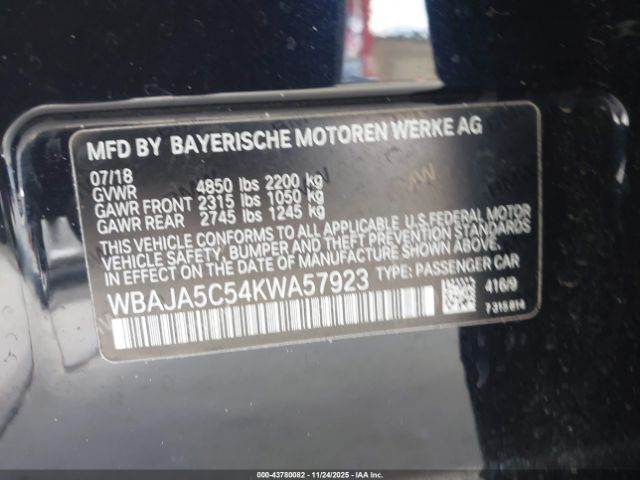 MFD BY BAYERISCHE MOTOREN WERKE AG
07/18
GVWR 4850 lbs 2200 kg
GAWR FRONT 2315 lbs 1050 kg
GAWR REAR 2745 lbs 1245 kg
THIS VEHICLE CONFORMS TO ALL APPLICABLE U.S.FEDERAL MOTOR
VEHICLE SAFETY, BUMPER AND THEFT PREVENTION STANDARDS
IN EFFECT ON THE DATE OF MANUFACTURE SHOWN ABOVE.
WBAJA5C54KWA57923 TYPE: PASSENGER CAR
416/9
7315814
000-43780082 - 11/24/2025 - IAAI Inc. Copyright